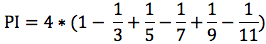 PI = 4 * (1 − 1/3 + 1/5 − 1/7 + 1/9 − 1/11)